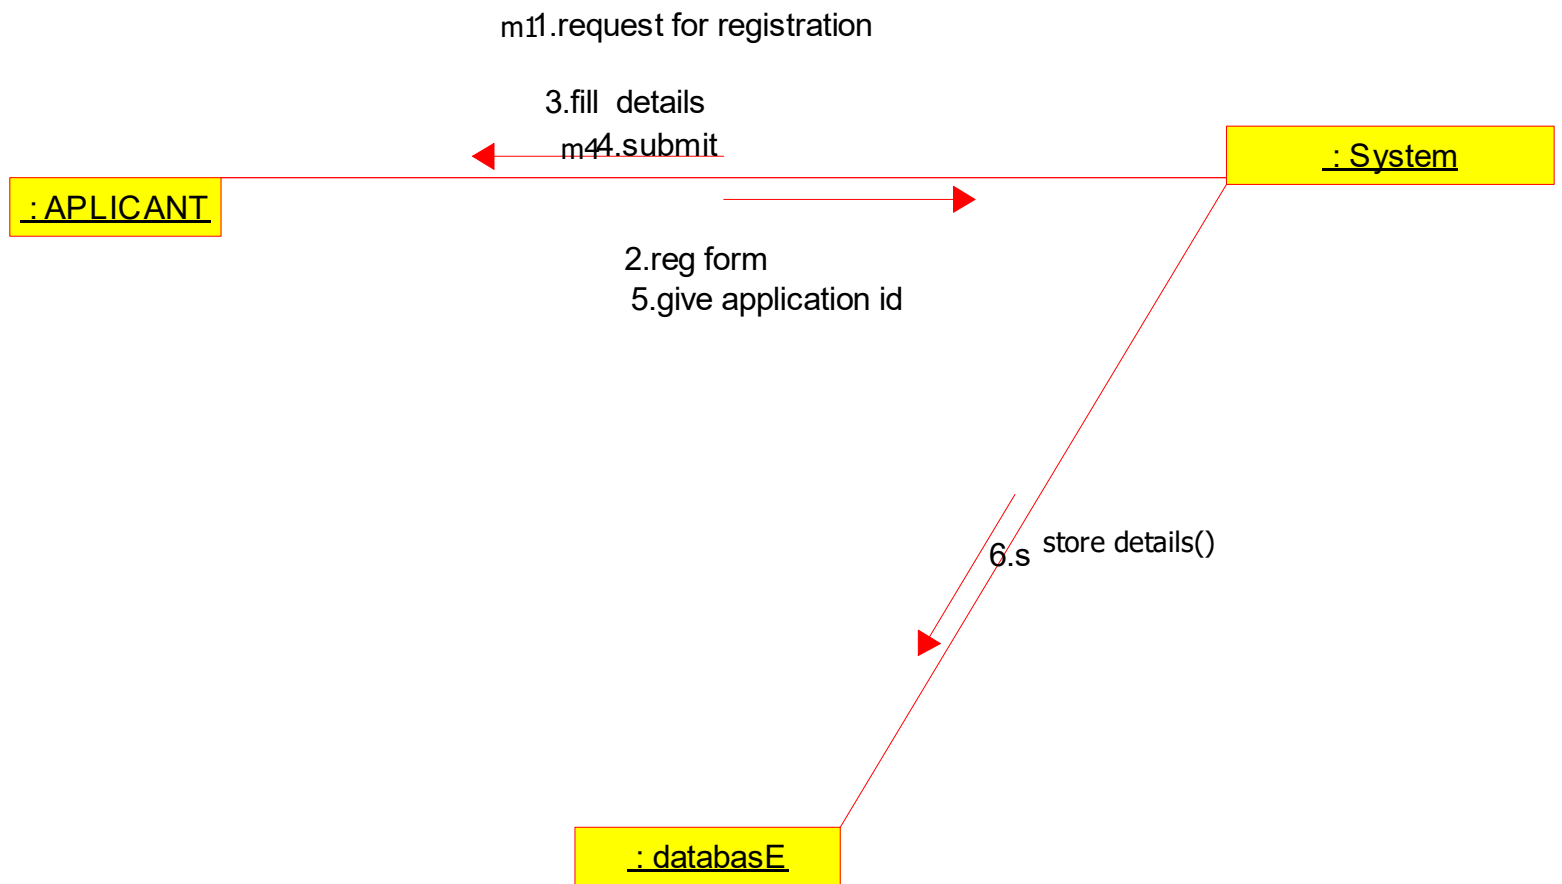 m11.request for registration
3.fill details
m44.submit
: System
: APLICANT
2.reg form
5.give application id
6.s store details()
: databasE